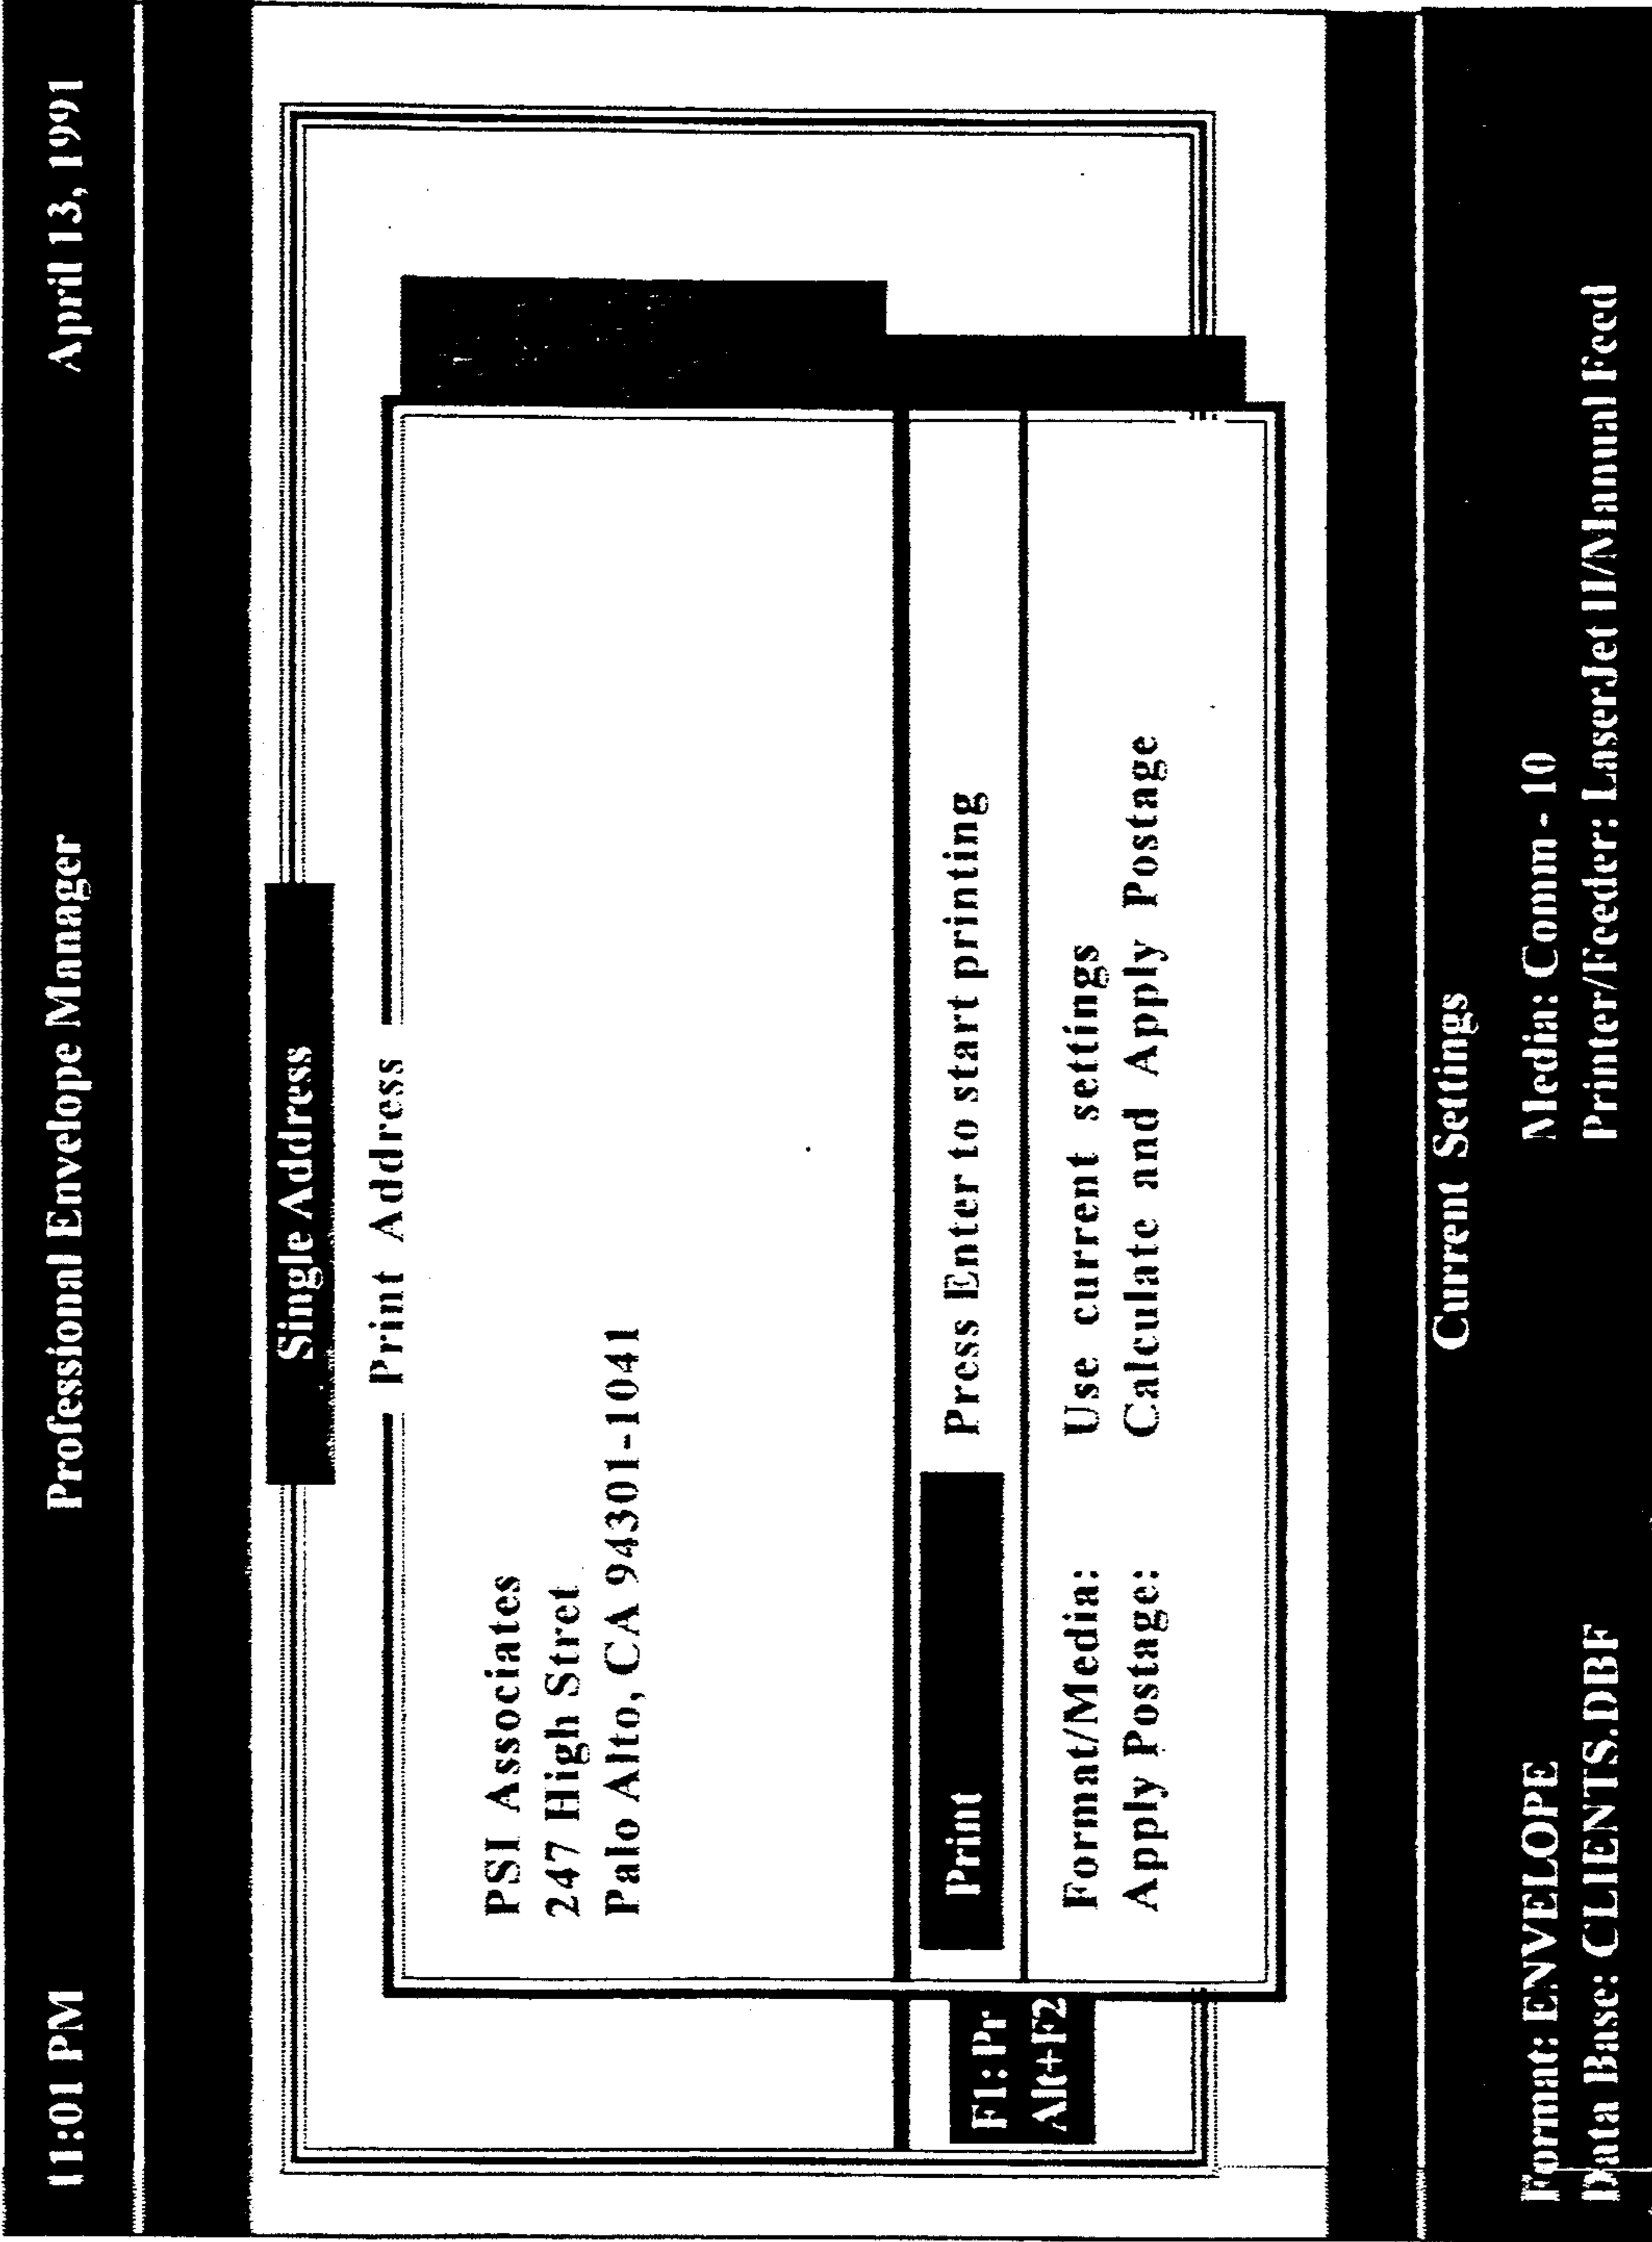 11:01 PM Professional Envelope Manager April 13, 1991
Single Address
Print Address
PSI Associates
247 High Stret
Palo Alto, CA 94301-1041
Print Press Enter to start printing
F1: Pr
Format/Media: Use current settings
Alt+F2
Apply Postage: Calculate and Apply Postage
Current Settings
Format: ENVELOPE Media: Comm - 10
Data Base: CLIENTS.DBF Printer/Feeder: LaserJet II/Manual Feed